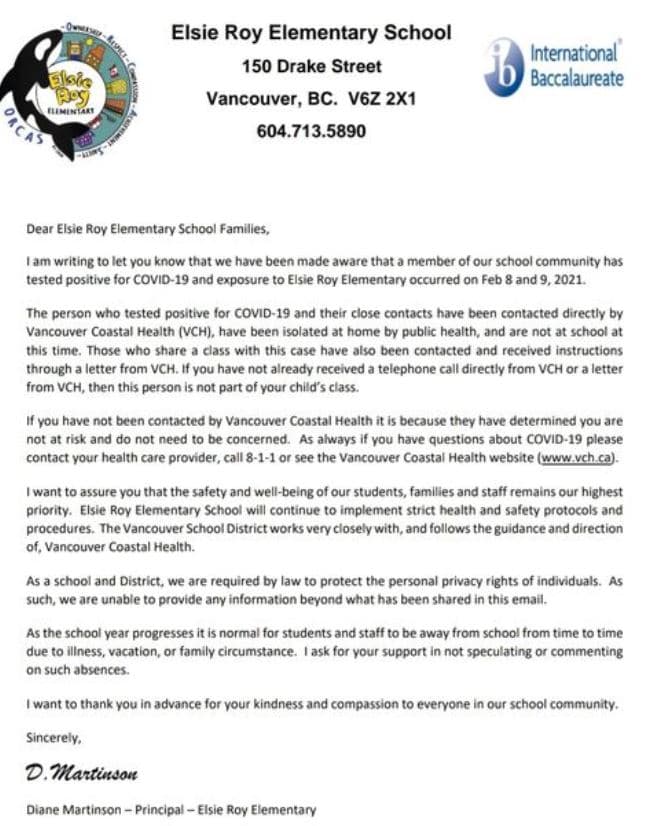 Elsie Roy Elementary School
150 Drake Street
Vancouver, BC.  V6Z 2X1
604.713.5890
OWNERSHIP - RESPECT - COMPASSION - ACHIEVEMENT - SAFETY
Elsie
Roy
ELEMENTARY
ORCAS
International
Baccalaureate
Dear Elsie Roy Elementary School Families,
I am writing to let you know that we have been made aware that a member of our school community has
tested positive for COVID-19 and exposure to Elsie Roy Elementary occurred on Feb 8 and 9, 2021.
The person who tested positive for COVID-19 and their close contacts have been contacted directly by
Vancouver Coastal Health (VCH), have been isolated at home by public health, and are not at school at
this time. Those who share a class with this case have also been contacted and received instructions
through a letter from VCH. If you have not already received a telephone call directly from VCH or a letter
from VCH, then this person is not part of your child's class.
If you have not been contacted by Vancouver Coastal Health it is because they have determined you are
not at risk and do not need to be concerned.  As always if you have questions about COVID-19 please
contact your health care provider, call 8-1-1 or see the Vancouver Coastal Health website (www.vch.ca).
I want to assure you that the safety and well-being of our students, families and staff remains our highest
priority.  Elsie Roy Elementary School will continue to implement strict health and safety protocols and
procedures.  The Vancouver School District works very closely with, and follows the guidance and direction
of, Vancouver Coastal Health.
As a school and District, we are required by law to protect the personal privacy rights of individuals.  As
such, we are unable to provide any information beyond what has been shared in this email.
As the school year progresses it is normal for students and staff to be away from school from time to time
due to illness, vacation, or family circumstance.  I ask for your support in not speculating or commenting
on such absences.
I want to thank you in advance for your kindness and compassion to everyone in our school community.
Sincerely,
D. Martinson
Diane Martinson – Principal – Elsie Roy Elementary